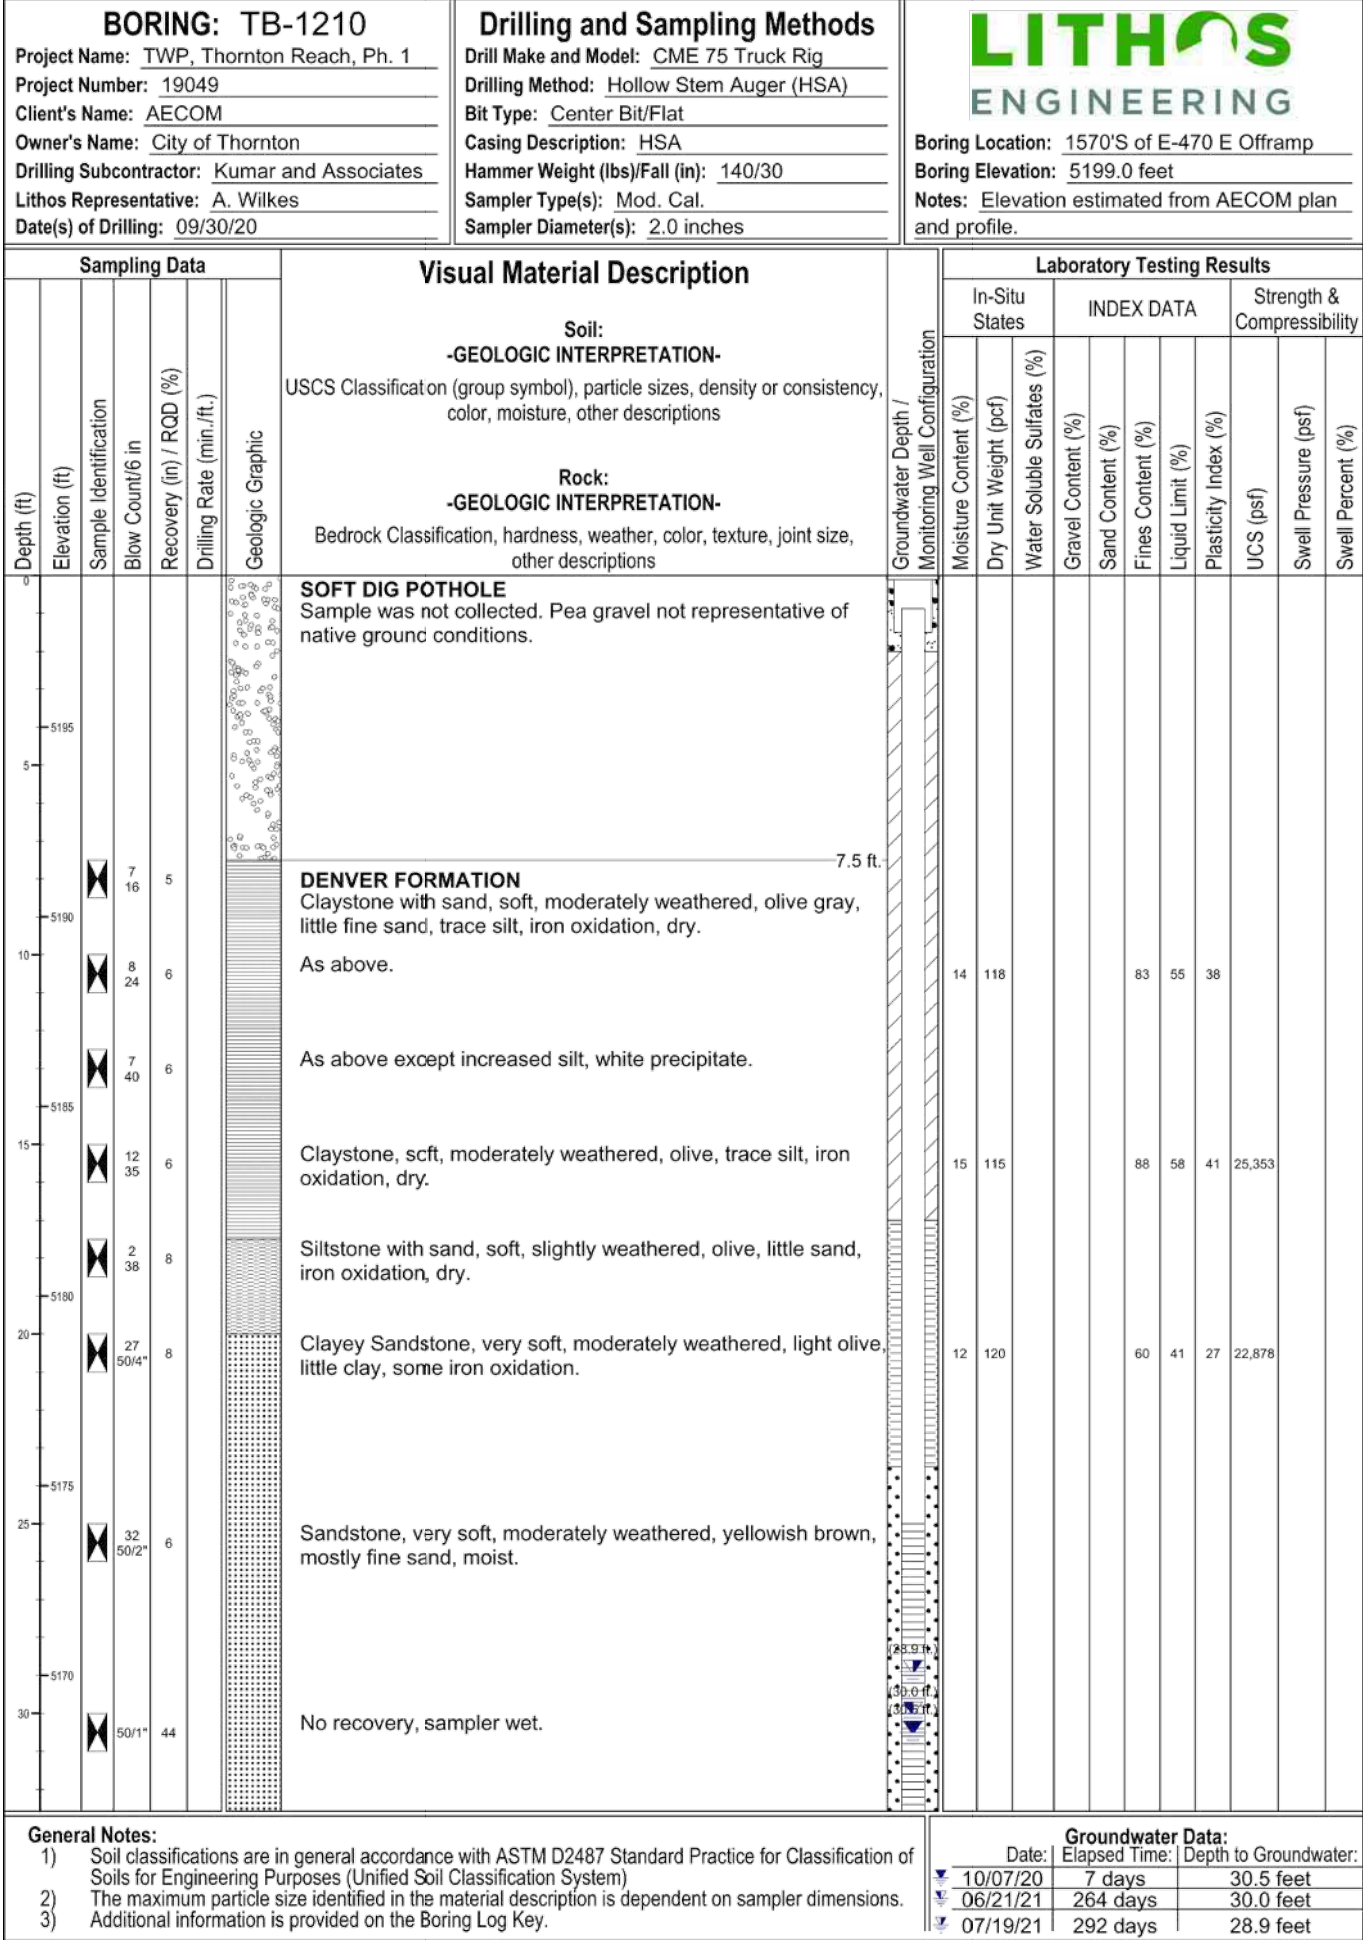 BORING: TB-1210
Project Name: TWP, Thornton Reach, Ph. 1
Project Number: 19049
Client's Name: AECOM
Owner's Name: City of Thornton
Drilling Subcontractor: Kumar and Associates
Lithos Representative: A. Wilkes
Date(s) of Drilling: 09/30/20
Drilling and Sampling Methods
Drill Make and Model: CME 75 Truck Rig
Drilling Method: Hollow Stem Auger (HSA)
Bit Type: Center Bit/Flat
Casing Description: HSA
Hammer Weight (lbs)/Fall (in): 140/30
Sampler Type(s): Mod. Cal.
Sampler Diameter(s): 2.0 inches
LITHOS
ENGINEERING
Boring Location: 1570'S of E-470 E Offramp
Boring Elevation: 5199.0 feet
Notes: Elevation estimated from AECOM plan
and profile.
Sampling Data
Depth (ft)
Elevation (ft)
Sample Identification
Blow Count/6 in
Recovery (in) / RQD (%)
Drilling Rate (min./ft.)
Geologic Graphic
Visual Material Description
Soil:
-GEOLOGIC INTERPRETATION-
USCS Classification (group symbol), particle sizes, density or consistency,
color, moisture, other descriptions
Rock:
-GEOLOGIC INTERPRETATION-
Bedrock Classification, hardness, weather, color, texture, joint size,
other descriptions
Groundwater Depth /
Monitoring Well Configuration
Laboratory Testing Results
In-Situ
States
INDEX DATA
Strength &
Compressibility
Moisture Content (%)
Dry Unit Weight (pcf)
Water Soluble Sulfates (%)
Gravel Content (%)
Sand Content (%)
Fines Content (%)
Liquid Limit (%)
Plasticity Index (%)
UCS (psf)
Swell Pressure (psf)
Swell Percent (%)
0
SOFT DIG POTHOLE
Sample was not collected. Pea gravel not representative of
native ground conditions.
5195
5
7.5 ft.
7
16
5
DENVER FORMATION
Claystone with sand, soft, moderately weathered, olive gray,
little fine sand, trace silt, iron oxidation, dry.
5190
10
8
24
6
As above.
14 118 83 55 38
7
40
6
As above except increased silt, white precipitate.
5185
15
12
35
6
Claystone, soft, moderately weathered, olive, trace silt, iron
oxidation, dry.
15 115 88 58 41 25,353
2
38
8
Siltstone with sand, soft, slightly weathered, olive, little sand,
iron oxidation, dry.
5180
20
27
50/4"
8
Clayey Sandstone, very soft, moderately weathered, light olive,
little clay, some iron oxidation.
12 120 60 41 27 22,878
5175
25
32
50/2"
6
Sandstone, very soft, moderately weathered, yellowish brown,
mostly fine sand, moist.
(28.9 ft.)
5170
(30.0 ft.)
(30.5 ft.)
30
50/1" 44
No recovery, sampler wet.
General Notes:
1) Soil classifications are in general accordance with ASTM D2487 Standard Practice for Classification of
Soils for Engineering Purposes (Unified Soil Classification System)
2) The maximum particle size identified in the material description is dependent on sampler dimensions.
3) Additional information is provided on the Boring Log Key.
Groundwater Data:
Date: Elapsed Time: Depth to Groundwater:
10/07/20 7 days 30.5 feet
06/21/21 264 days 30.0 feet
07/19/21 292 days 28.9 feet